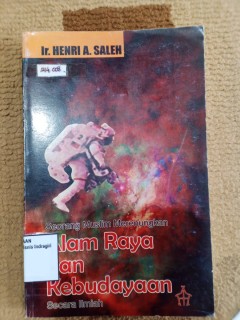 Ir. HENRI A. SALEH
Seorang Muslim Merenungkan
Alam Raya
dan
Kebudayaan
Secara Ilmiah